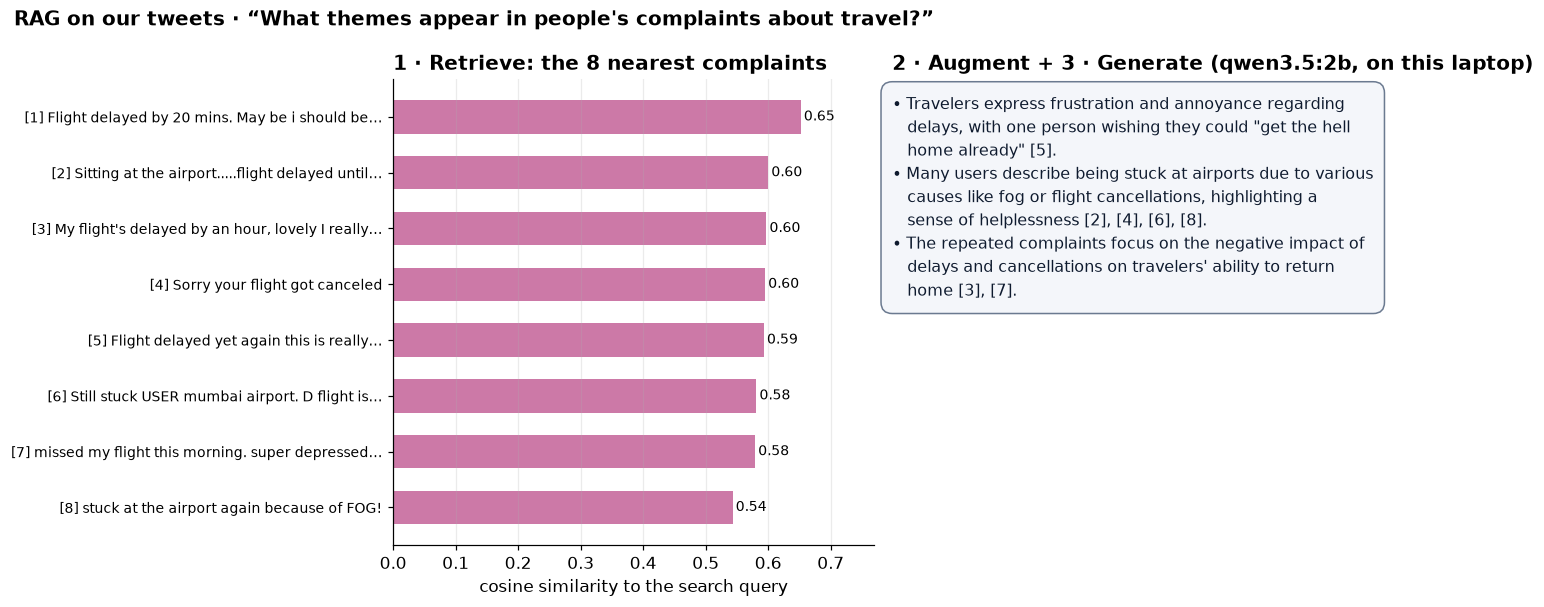 RAG on our tweets · “What themes appear in people's complaints about travel?”
1 · Retrieve: the 8 nearest complaints
[1] Flight delayed by 20 mins. May be i should be… 0.65
[2] Sitting at the airport.....flight delayed until… 0.60
[3] My flight's delayed by an hour, lovely I really… 0.60
[4] Sorry your flight got canceled 0.60
[5] Flight delayed yet again this is really… 0.59
[6] Still stuck USER mumbai airport. D flight is… 0.58
[7] missed my flight this morning. super depressed… 0.58
[8] stuck at the airport again because of FOG! 0.54
0.0 0.1 0.2 0.3 0.4 0.5 0.6 0.7
cosine similarity to the search query
2 · Augment + 3 · Generate (qwen3.5:2b, on this laptop)
• Travelers express frustration and annoyance regarding
delays, with one person wishing they could "get the hell
home already" [5].
• Many users describe being stuck at airports due to various
causes like fog or flight cancellations, highlighting a
sense of helplessness [2], [4], [6], [8].
• The repeated complaints focus on the negative impact of
delays and cancellations on travelers' ability to return
home [3], [7].